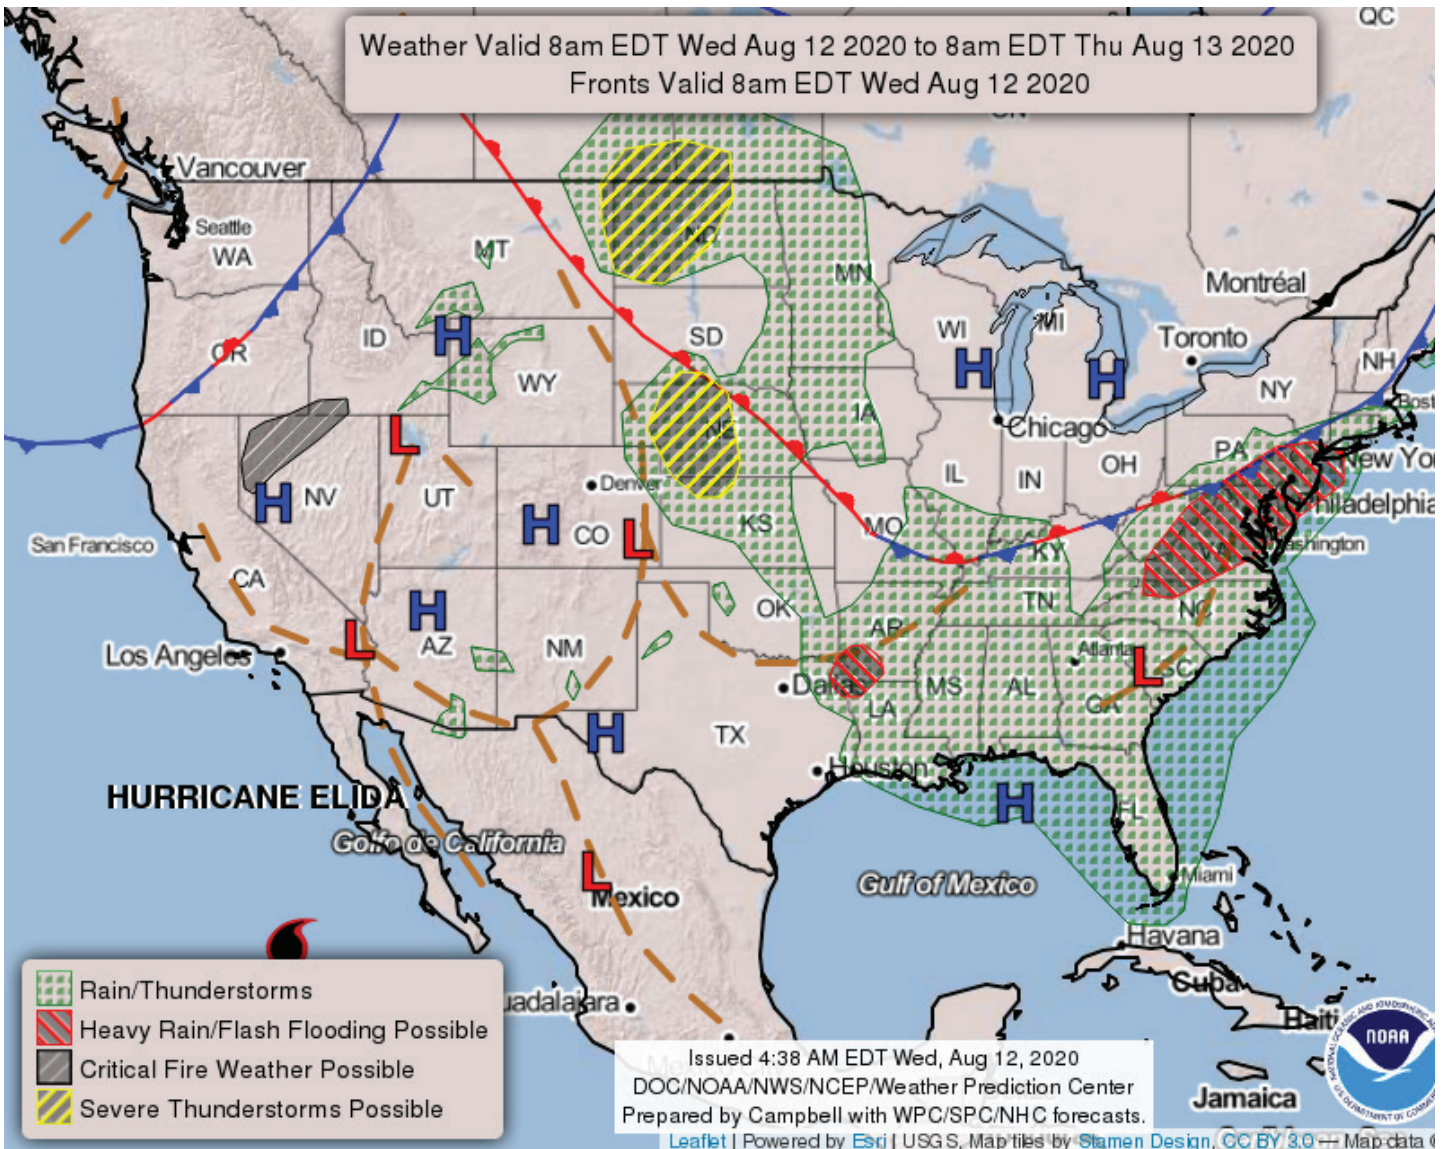 Weather Valid 8am EDT Wed Aug 12 2020 to 8am EDT Thu Aug 13 2020
Fronts Valid 8am EDT Wed Aug 12 2020
QC
Vancouver
Seattle
WA
MT
ND
MN
Montréal
OR
ID
SD
WI
MI
Toronto
NH
WY
NY
NE
IA
Chicago
PA
New Yo
IL
IN
OH
NV
UT
Denver
CO
KS
MO
KY
VA
Philadelphia
Washington
San Francisco
CA
OK
TN
NC
Los Angeles
AZ
NM
AR
Atlanta
SC
Dallas
MS
AL
GA
LA
TX
Houston
H
L
HURRICANE ELIDA
FL
Golfo de California
Gulf of Mexico
Miami
Mexico
Havana
Cuba
Haiti
Jamaica
uadalajara
Mexico City
Rain/Thunderstorms
Heavy Rain/Flash Flooding Possible
Critical Fire Weather Possible
Severe Thunderstorms Possible
Issued 4:38 AM EDT Wed, Aug 12, 2020
DOC/NOAA/NWS/NCEP/Weather Prediction Center
Prepared by Campbell with WPC/SPC/NHC forecasts.
NOAA
Leaflet | Powered by Esri | USGS, Map tiles by Stamen Design, CC BY 3.0 — Map data ©